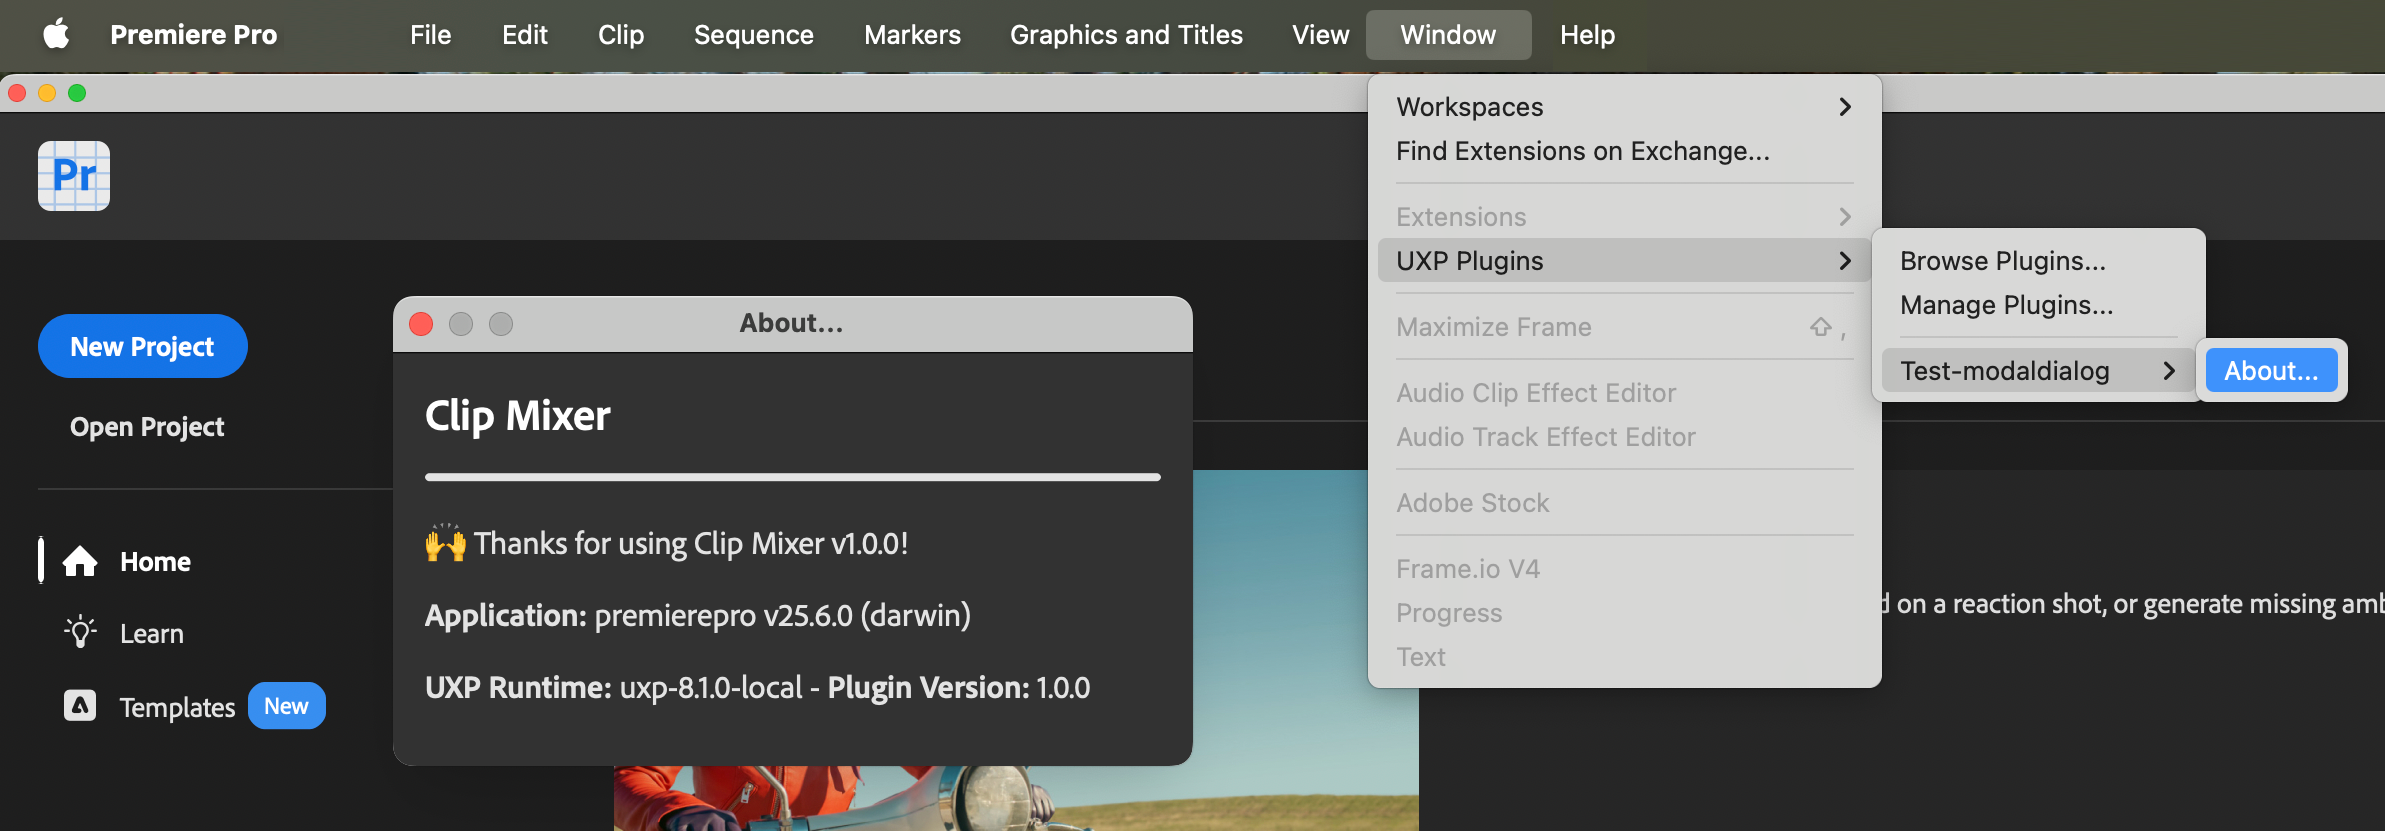 Premiere Pro File Edit Clip Sequence Markers Graphics and Titles View Window Help
Pr
New Project
Open Project
Home
Learn
Templates New
About...
Clip Mixer
🙌 Thanks for using Clip Mixer v1.0.0!
Application: premierepro v25.6.0 (darwin)
UXP Runtime: uxp-8.1.0-local - Plugin Version: 1.0.0
Workspaces
Find Extensions on Exchange...
Extensions
UXP Plugins
Maximize Frame ⇧ ,
Audio Clip Effect Editor
Audio Track Effect Editor
Adobe Stock
Frame.io V4
Progress
Text
Browse Plugins...
Manage Plugins...
Test-modaldialog
About...
on a reaction shot, or generate missing